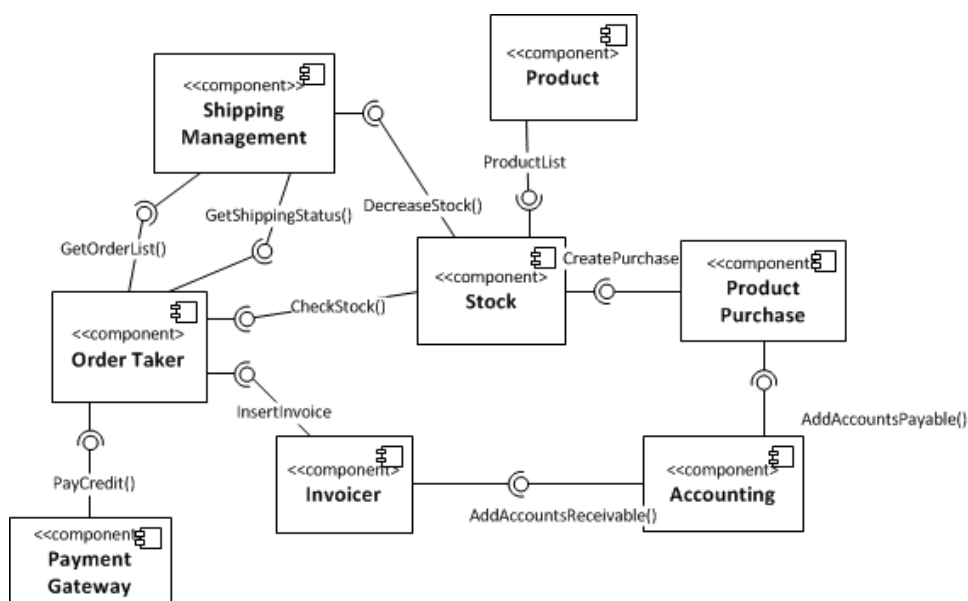 <<component>>
Product
<<component>>
Shipping
Management
ProductList
GetShippingStatus()
DecreaseStock()
GetOrderList()
<<component>>
Stock
CreatePurchase
<<component>
Product
Purchase
CheckStock()
<<component>
Order Taker
InsertInvoice
AddAccountsPayable()
<<component>
Invoicer
<<component>
Accounting
PayCredit()
AddAccountsReceivable()
<<component
Payment
Gateway